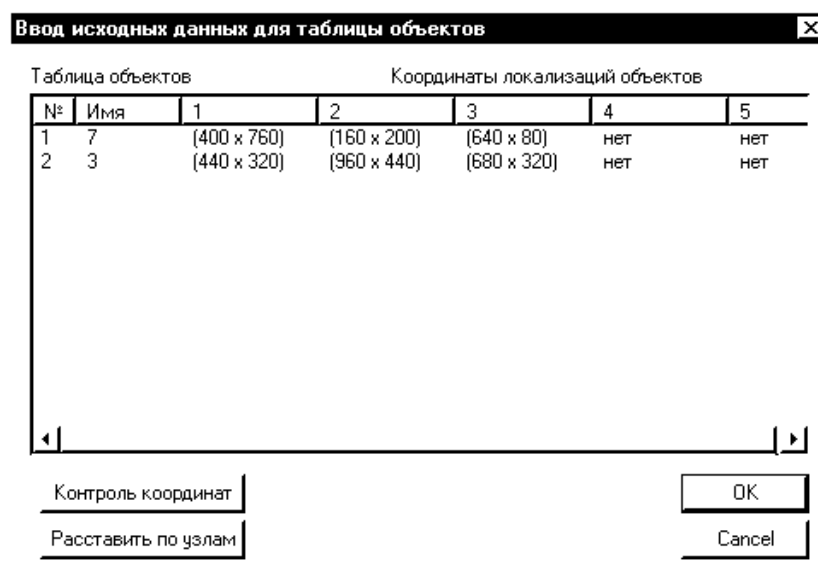 Ввод исходных данных для таблицы объектов
Таблица объектов Координаты локализаций объектов
№ Имя 1 2 3 4 5
1 7 (400 x 760) (160 x 200) (640 x 80) нет нет
2 3 (440 x 320) (960 x 440) (680 x 320) нет нет
Контроль координат OK
Расставить по узлам Cancel